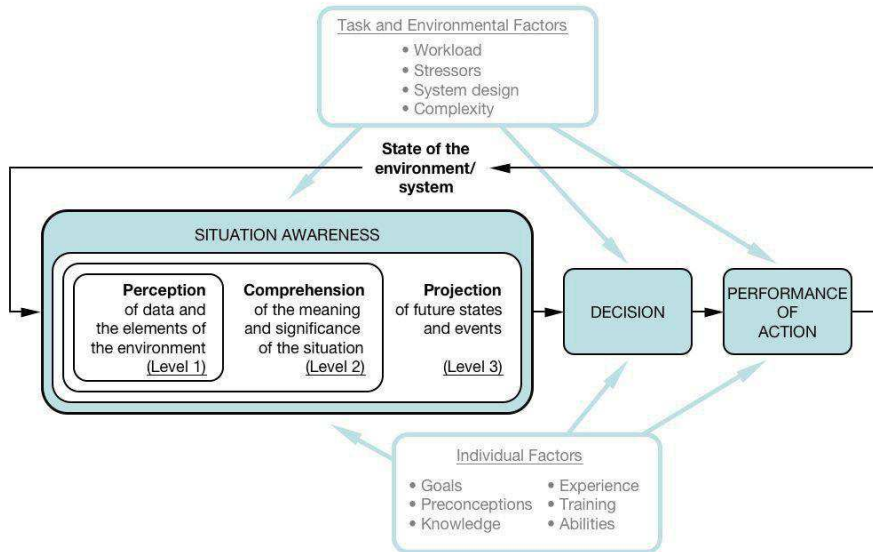 Task and Environmental Factors
• Workload
• Stressors
• System design
• Complexity
State of the
environment/
system
SITUATION AWARENESS
Perception
of data and
the elements of
the environment
(Level 1)
Comprehension
of the meaning
and significance
of the situation
(Level 2)
Projection
of future states
and events
(Level 3)
DECISION
PERFORMANCE
OF
ACTION
Individual Factors
• Goals
• Preconceptions
• Knowledge
• Experience
• Training
• Abilities